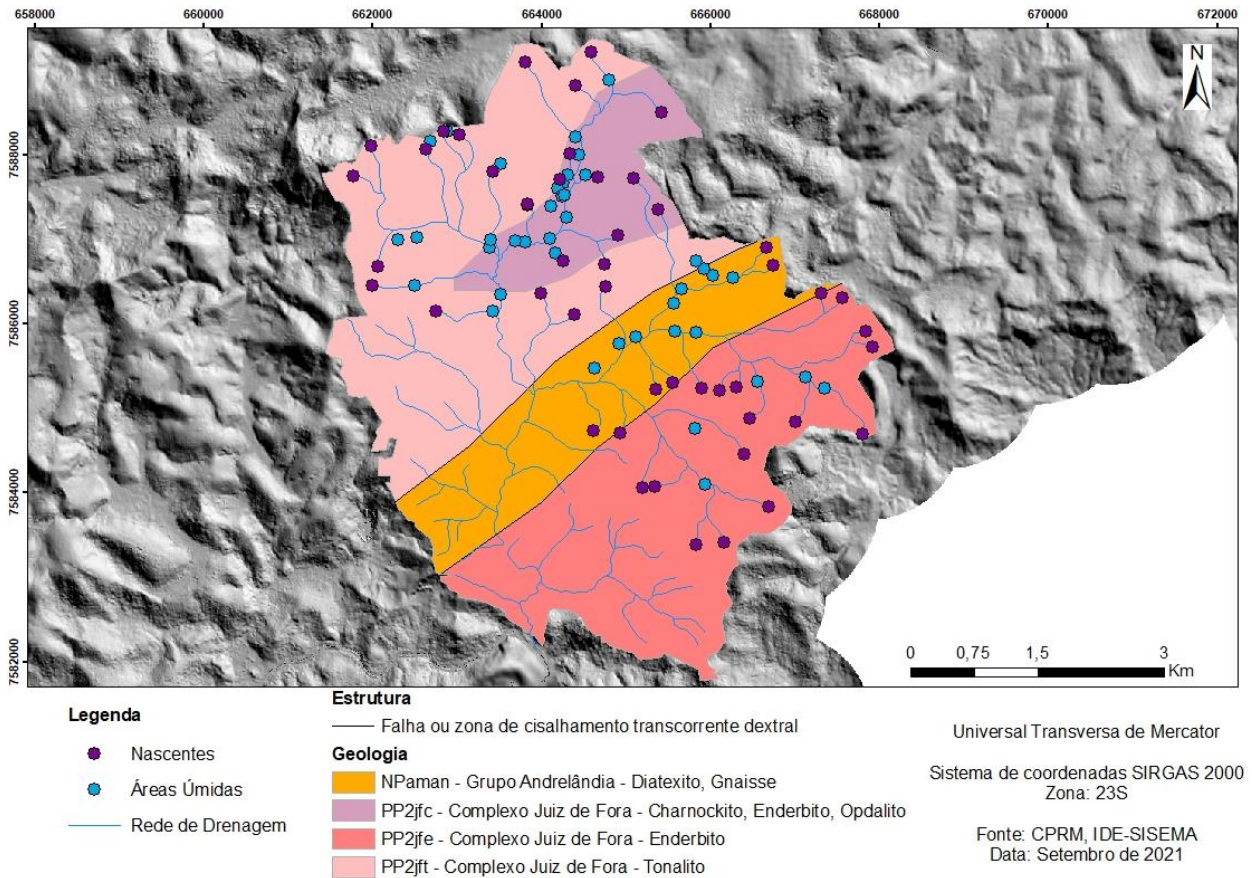 658000 660000 662000 664000 666000 668000 670000 672000
N
7588000
7586000
7584000
7582000
0 0,75 1,5 3
Km
Legenda
Nascentes
Áreas Úmidas
Rede de Drenagem
Estrutura
Falha ou zona de cisalhamento transcorrente dextral
Geologia
NPaman - Grupo Andrelândia - Diatexito, Gnaisse
PP2jfc - Complexo Juiz de Fora - Charnockito, Enderbito, Opdalito
PP2jfe - Complexo Juiz de Fora - Enderbito
PP2jft - Complexo Juiz de Fora - Tonalito
Universal Transversa de Mercator
Sistema de coordenadas SIRGAS 2000
Zona: 23S
Fonte: CPRM, IDE-SISEMA
Data: Setembro de 2021